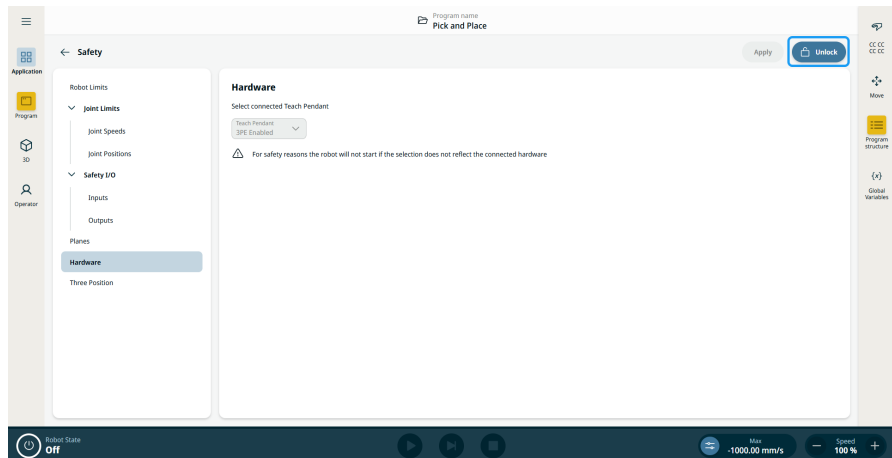 Program name
Pick and Place
Safety
Apply
Unlock
Application
Program
3D
Operator
Robot Limits
Joint Limits
Joint Speeds
Joint Positions
Safety I/O
Inputs
Outputs
Planes
Hardware
Three Position
Hardware
Select connected Teach Pendant
Teach Pendant
3PE Enabled
For safety reasons the robot will not start if the selection does not reflect the connected hardware
CC CC
CC CC
Move
Program
structure
{x}
Global
Variables
Robot State
Off
Max
-1000.00 mm/s
Speed
100 %